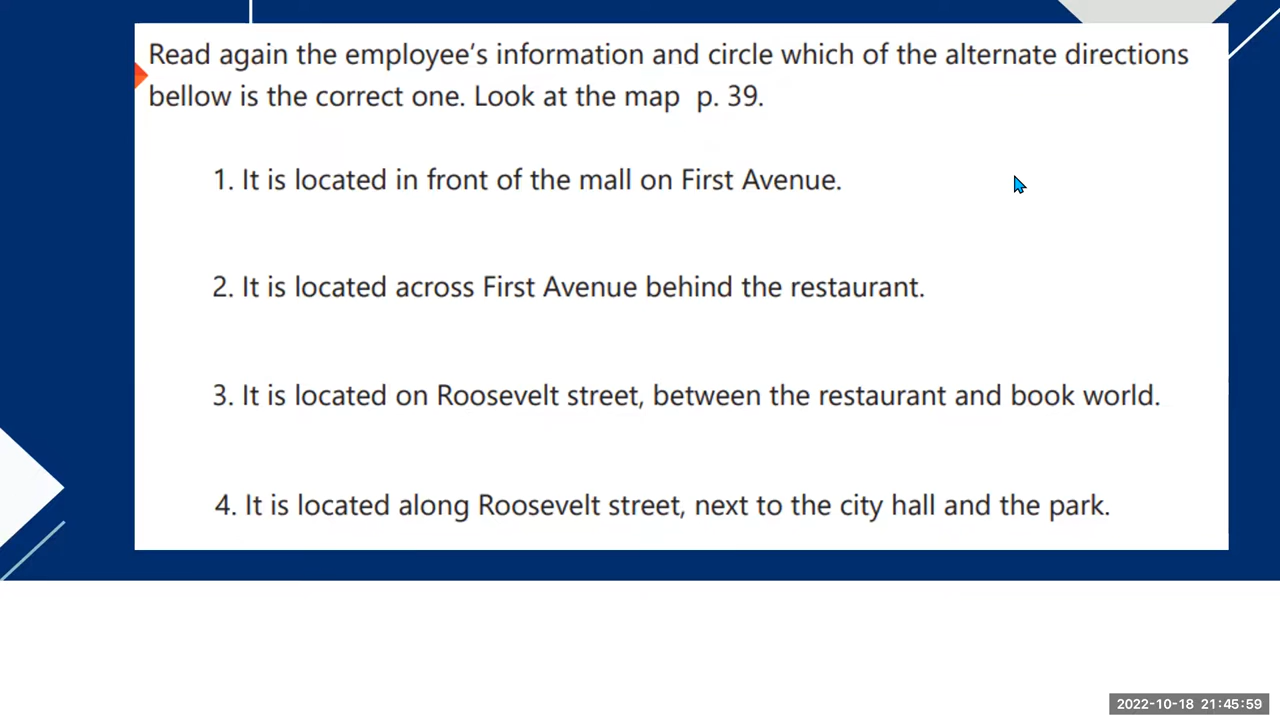 Read again the employee’s information and circle which of the alternate directions
bellow is the correct one. Look at the map p. 39.
1. It is located in front of the mall on First Avenue.
2. It is located across First Avenue behind the restaurant.
3. It is located on Roosevelt street, between the restaurant and book world.
4. It is located along Roosevelt street, next to the city hall and the park.
2022-10-18 21:45:59